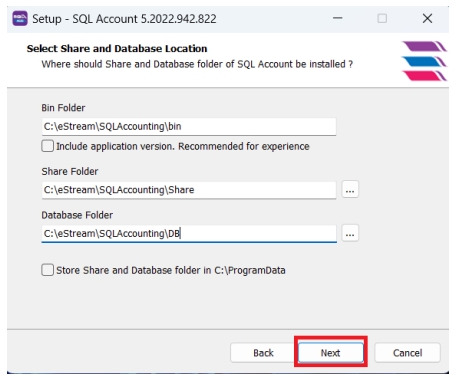 Setup - SQL Account 5.2022.942.822
Select Share and Database Location
Where should Share and Database folder of SQL Account be installed ?
Bin Folder
C:\eStream\SQLAccounting\bin
Include application version. Recommended for experience
Share Folder
C:\eStream\SQLAccounting\Share
...
Database Folder
C:\eStream\SQLAccounting\DB
...
Store Share and Database folder in C:\ProgramData
Back
Next
Cancel